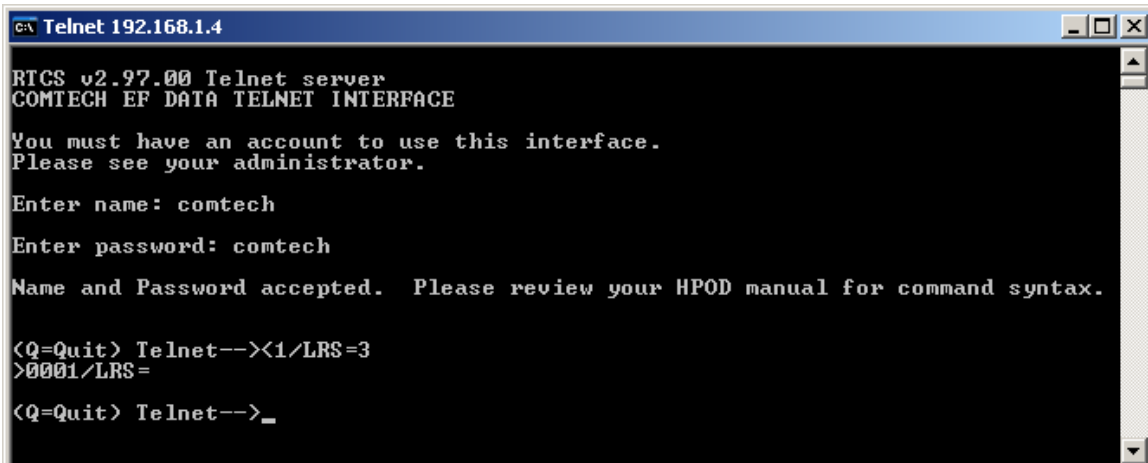 Telnet 192.168.1.4
RTCS v2.97.00 Telnet server
COMTECH EF DATA TELNET INTERFACE
You must have an account to use this interface.
Please see your administrator.
Enter name: comtech
Enter password: comtech
Name and Password accepted.  Please review your HPOD manual for command syntax.
(Q=Quit) Telnet--><1/LRS=3
>0001/LRS=
(Q=Quit) Telnet-->_